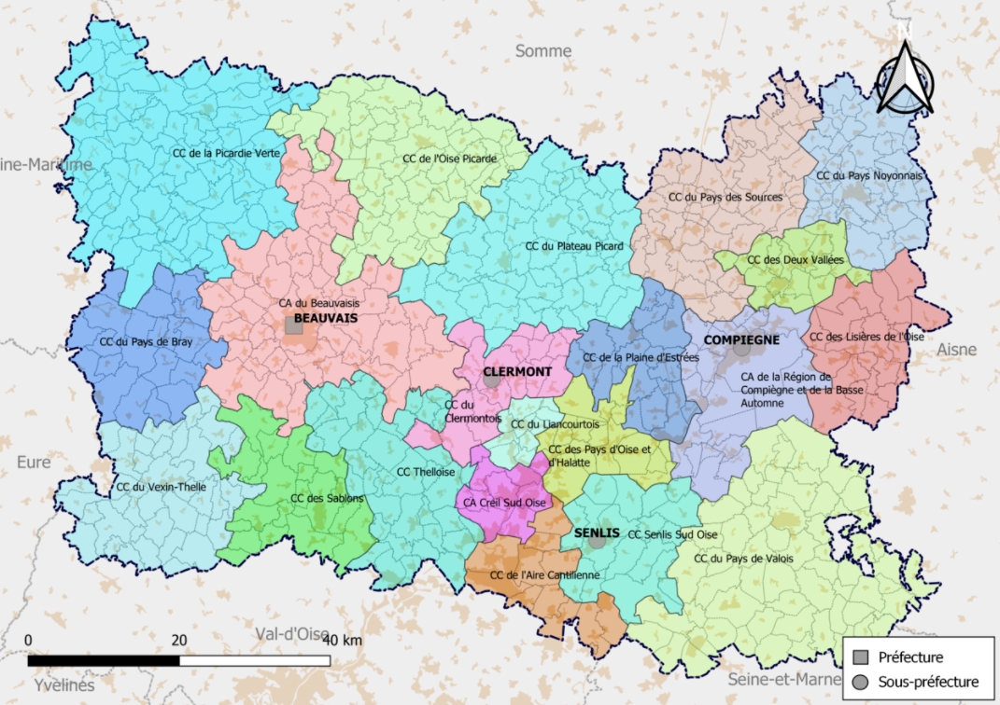 N
Somme
ine-Maritime
CC de la Picardie Verte
CC de l'Oise Picarde
CC du Pays Noyonnais
CC du Pays des Sources
CC du Plateau Picard
CC des Deux Vallées
CA du Beauvaisis
BEAUVAIS
CC du Pays de Bray
COMPIEGNE
CC des Lisières de l'Oise
Aisne
CC de la Plaine d'Estrées
CLERMONT
CA de la Région de
Compiègne et de la Basse
Automne
CC du
Clermontois
CC du Liancourtois
CC des Pays d'Oise et
d'Halatte
Eure
CC du Vexin-Thelle
CC Thelloise
CC des Sablons
CA Creil Sud Oise
SENLIS
CC Senlis Sud Oise
CC du Pays de Valois
CC de l'Aire Cantilienne
Val-d'Oise
0
20
40 km
Yvelines
Seine-et-Marne
Préfecture
Sous-préfecture